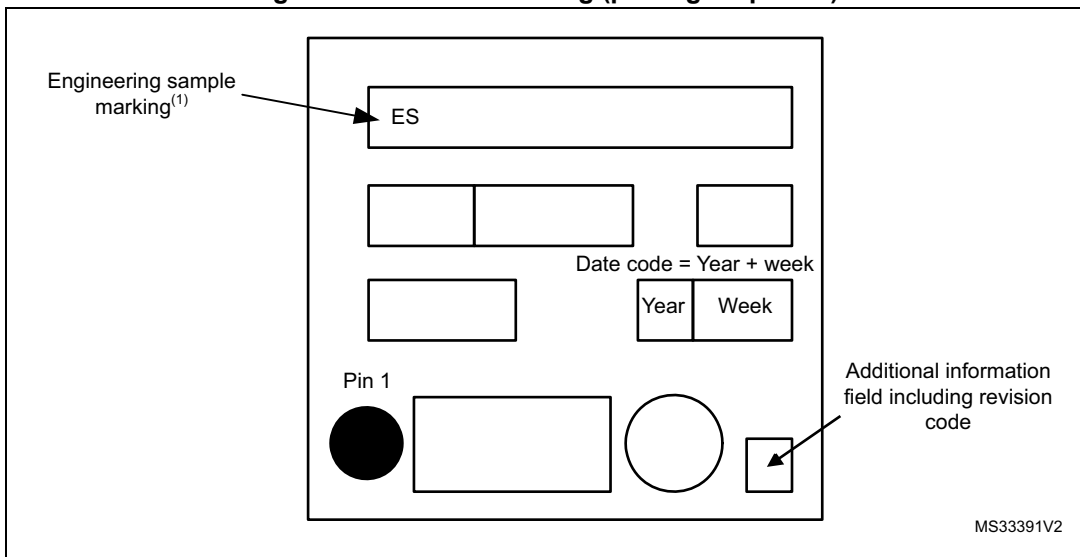 Engineering sample
marking(1)
ES
Date code = Year + week
Year Week
Pin 1
Additional information
field including revision
code
MS33391V2